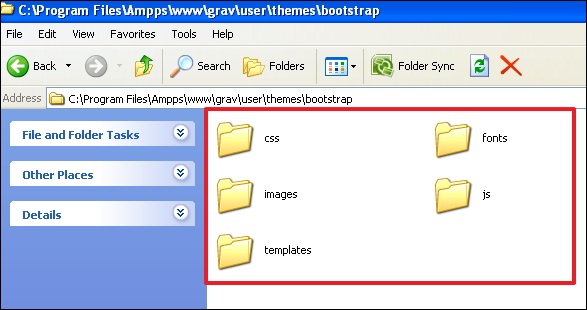 C:\Program Files\Ampps\www\grav\user\themes\bootstrap
File Edit View Favorites Tools Help
Back Search Folders Folder Sync
Address C:\Program Files\Ampps\www\grav\user\themes\bootstrap
File and Folder Tasks
Other Places
Details
css fonts
images js
templates